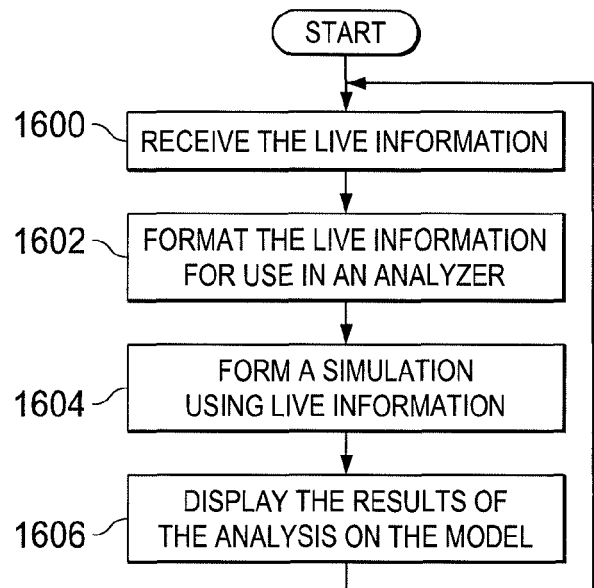 START
1600
RECEIVE THE LIVE INFORMATION
1602
FORMAT THE LIVE INFORMATION
FOR USE IN AN ANALYZER
1604
FORM A SIMULATION
USING LIVE INFORMATION
1606
DISPLAY THE RESULTS OF
THE ANALYSIS ON THE MODEL